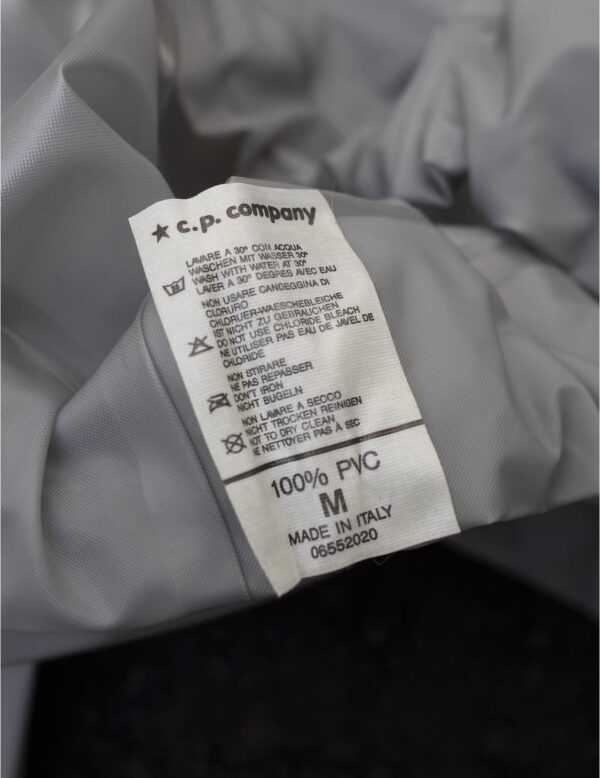 ★ c.p. company
LAVARE A 30° CON ACQUA
WASCHEN MIT WASSER 30°
WASH WITH WATER AT 30°
LAVER A 30° DEGRES AVEC EAU
NON USARE CANDEGGINA DI
CLORURO
CHLORUER-WAESCHEBLEICHE
IST NICHT ZU GEBRAUCHEN
DO NOT USE CHLORIDE BLEACH
NE UTILISER PAS EAU DE JAVEL DE
CHLORIDE
NON STIRARE
NE PAS REPASSER
DON'T IRON
NICHT BUGELN
NON LAVARE A SECCO
NICHT TROCKEN REINIGEN
NOT TO DRY CLEAN
NE NETTOYER PAS A SEC
100% PVC
M
MADE IN ITALY
06552020